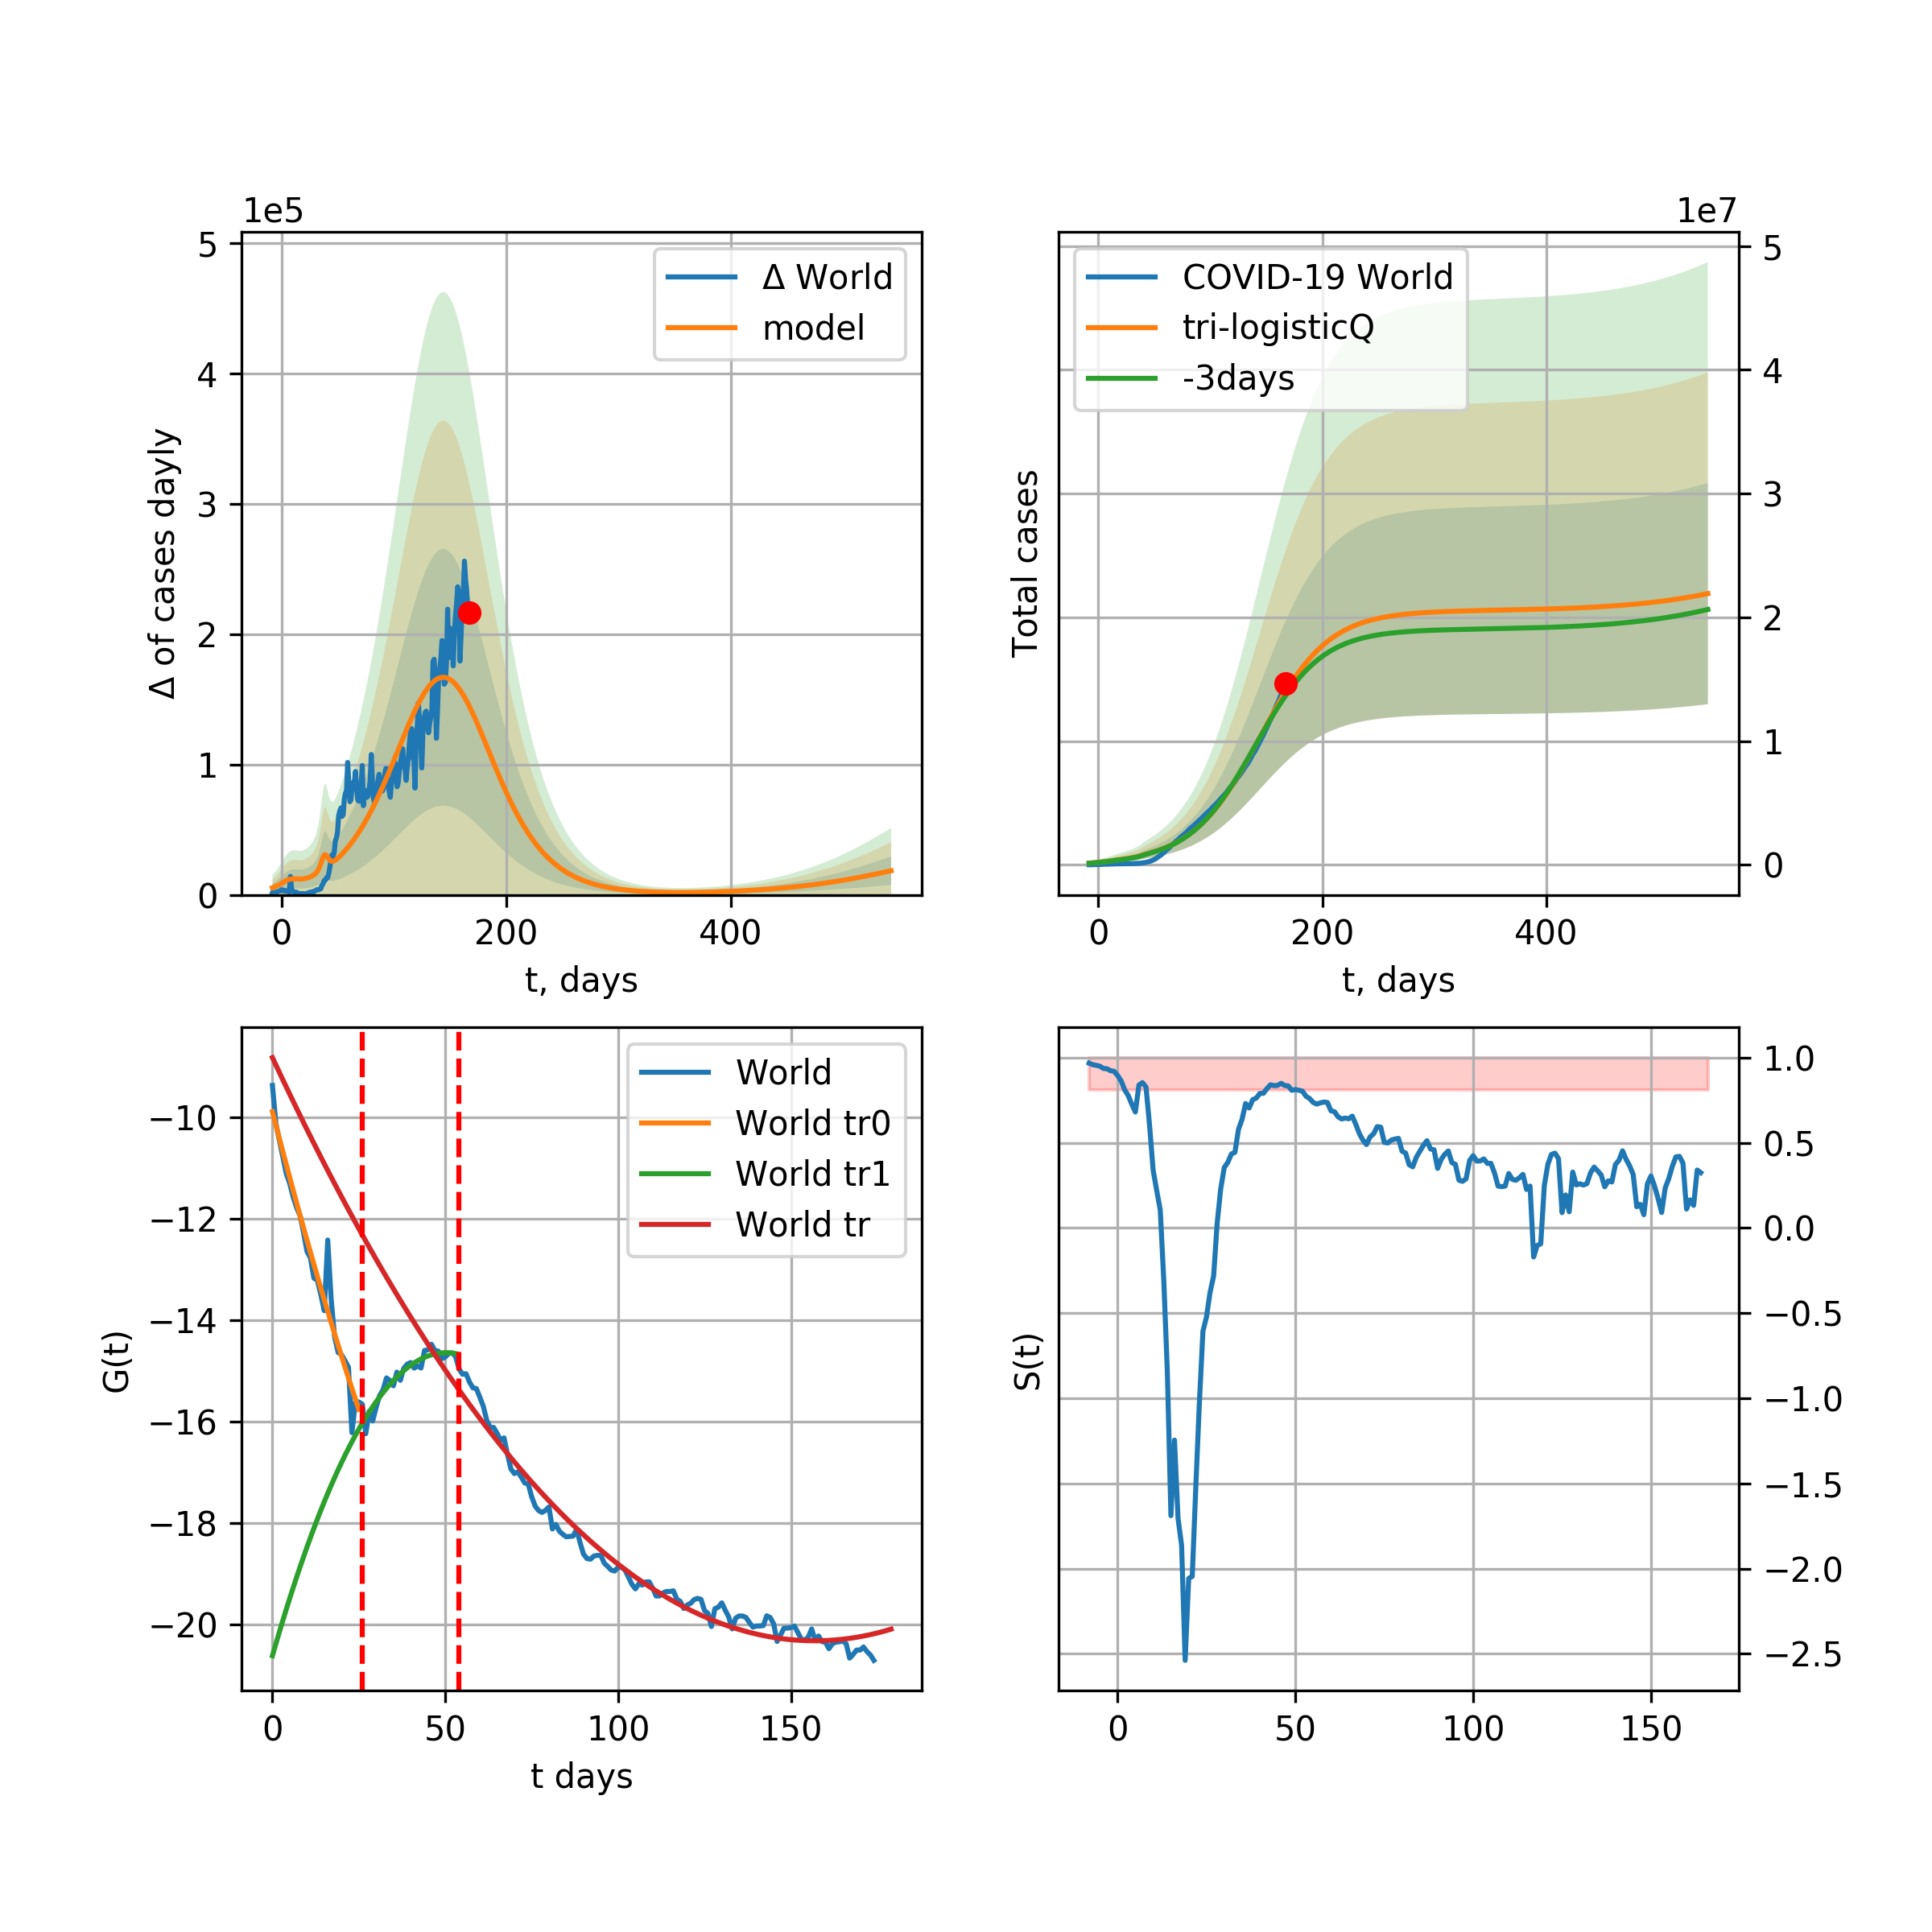 1e5
5
4
3
2
1
0
Δ of cases dayly
0 200 400
t, days
Δ World
model
1e7
5
4
3
2
1
0
Total cases
0 200 400
t, days
COVID-19 World
tri-logisticQ
-3days
−10
−12
−14
−16
−18
−20
G(t)
0 50 100 150
t days
World
World tr0
World tr1
World tr
1.0
0.5
0.0
−0.5
−1.0
−1.5
−2.0
−2.5
S(t)
0 50 100 150